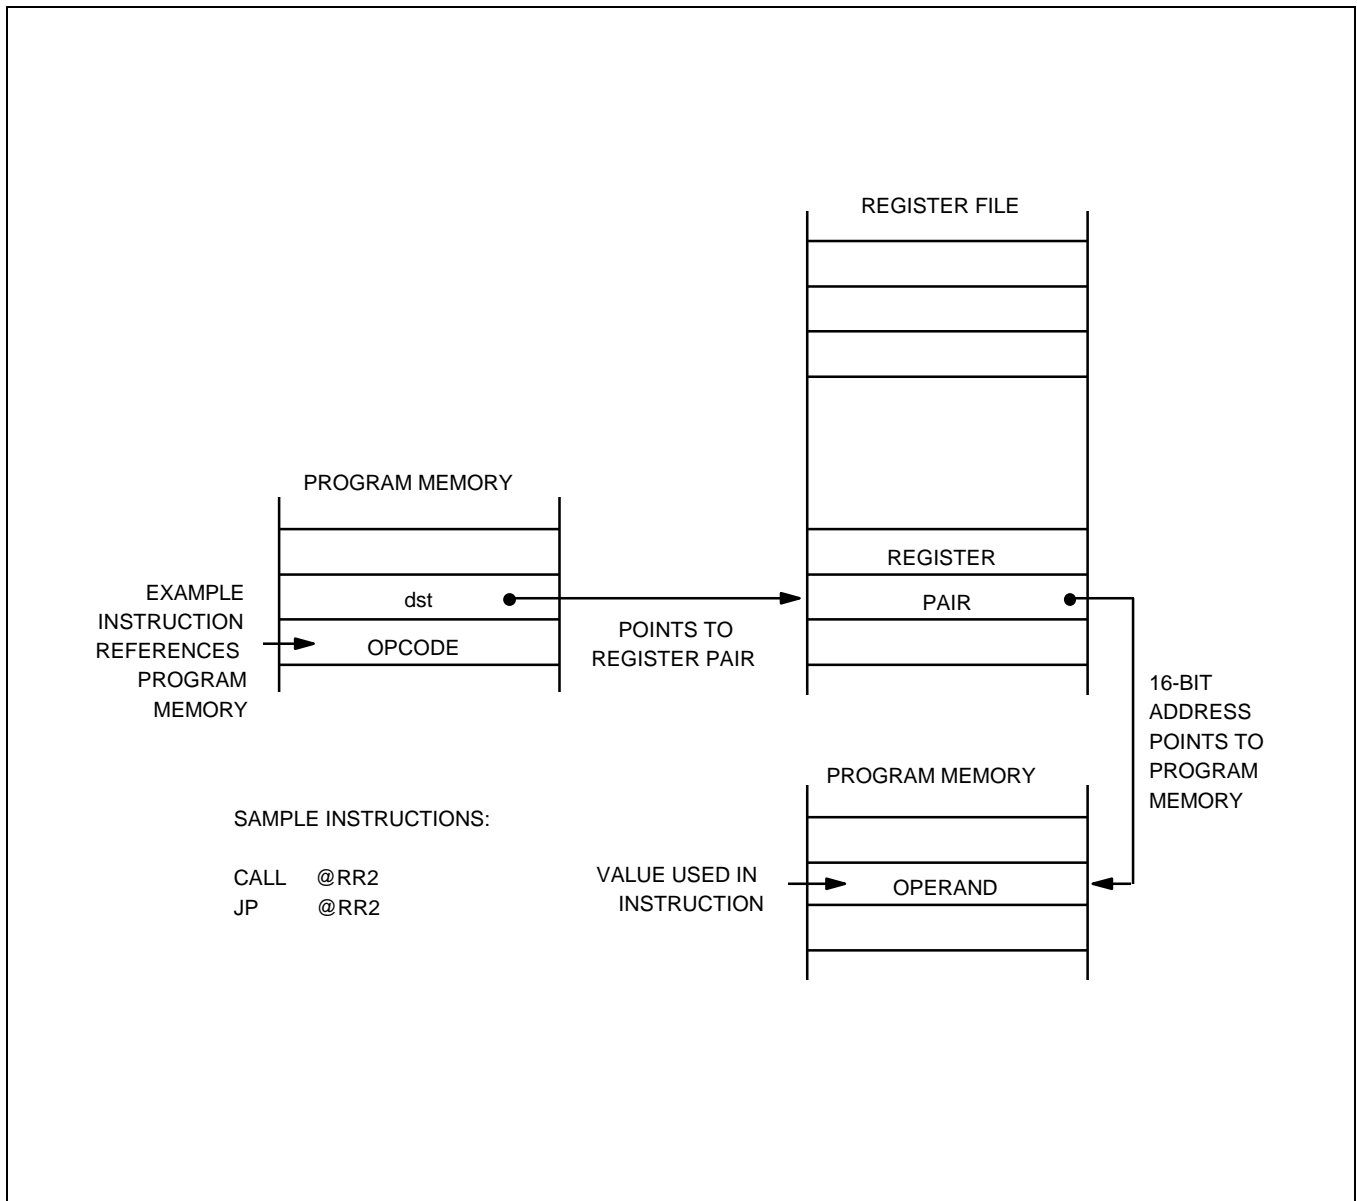 REGISTER FILE
PROGRAM MEMORY
REGISTER
EXAMPLE
INSTRUCTION
REFERENCES
PROGRAM
MEMORY
dst
PAIR
OPCODE
POINTS TO
REGISTER PAIR
16-BIT
ADDRESS
POINTS TO
PROGRAM
MEMORY
PROGRAM MEMORY
SAMPLE INSTRUCTIONS:
CALL @RR2
JP @RR2
VALUE USED IN
INSTRUCTION
OPERAND